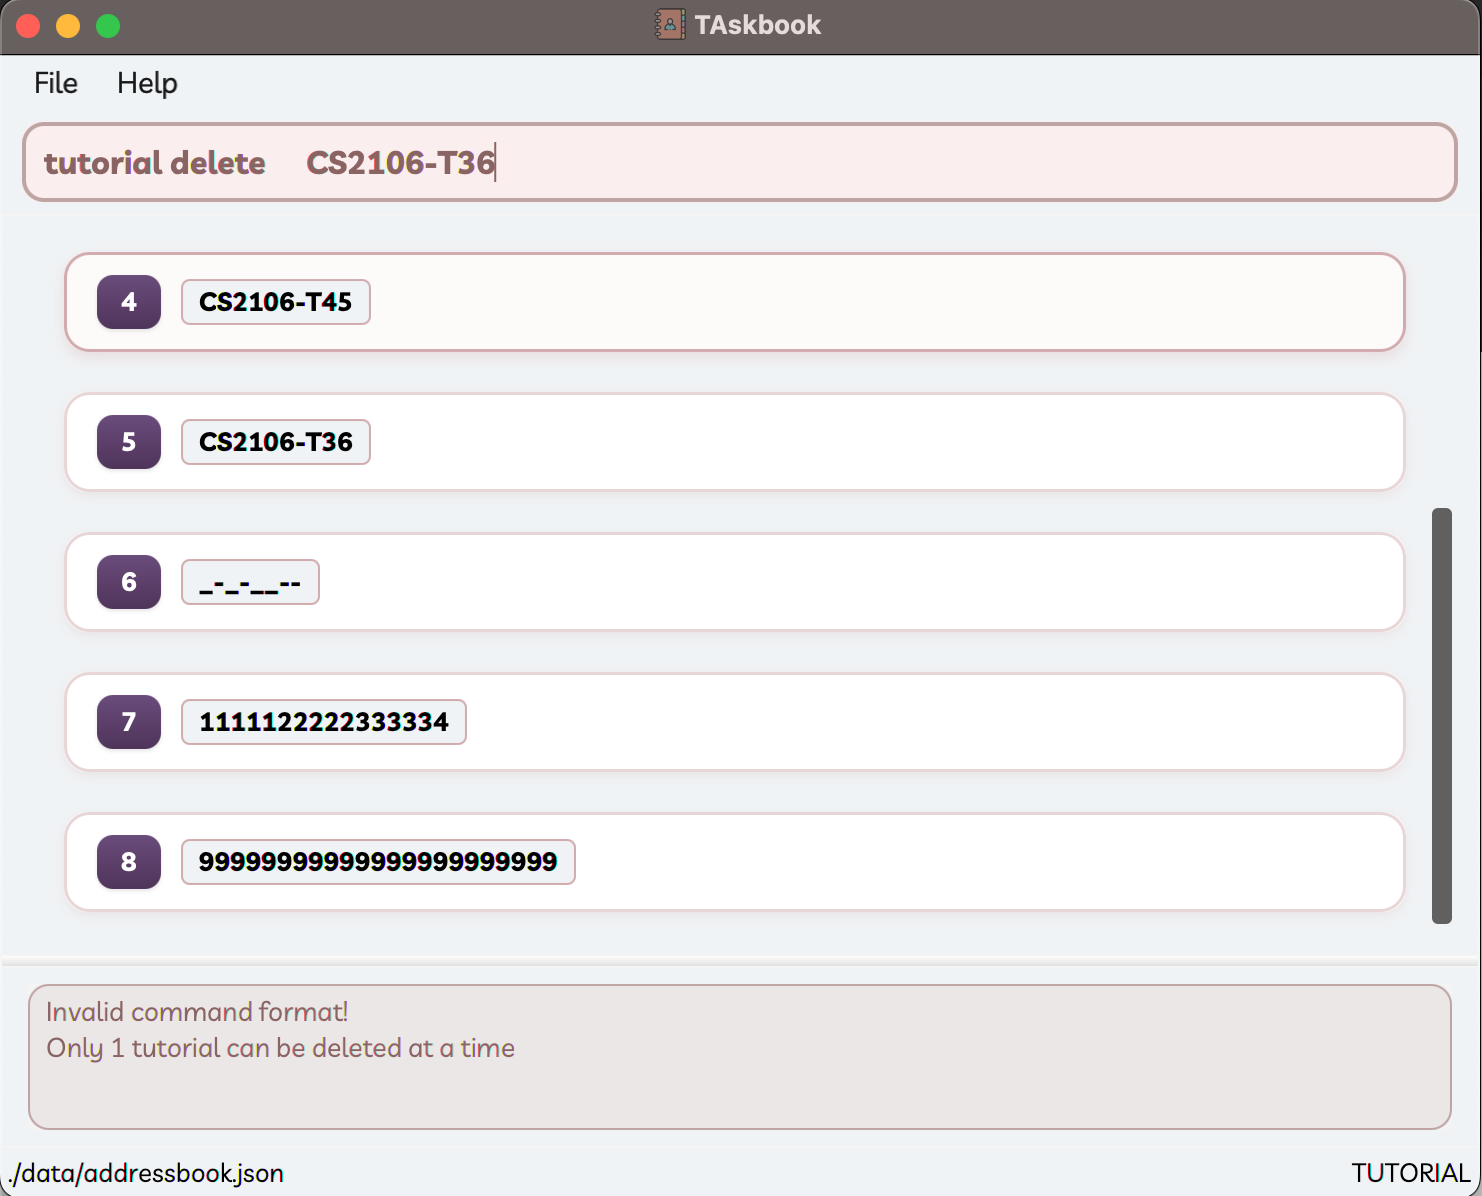 TAskbook
File Help
tutorial delete     CS2106-T36
4 CS2106-T45
5 CS2106-T36
6 _-_-__--
7 1111122222333334
8 99999999999999999999999
./data/addressbook.json TUTORIAL
Invalid command format!
Only 1 tutorial can be deleted at a time